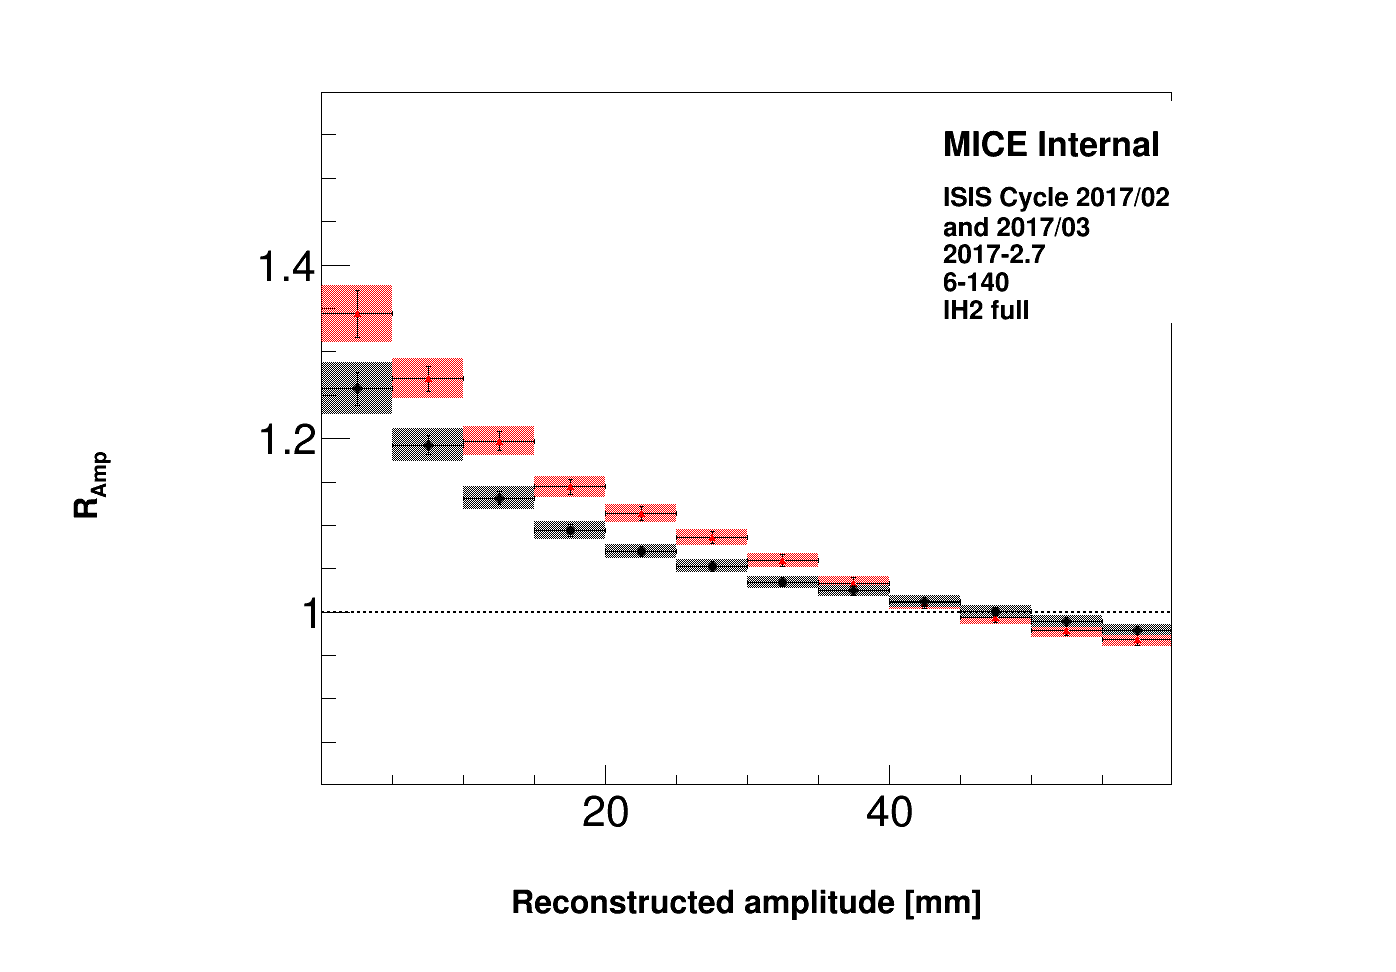 MICE Internal
ISIS Cycle 2017/02
and 2017/03
2017-2.7
6-140
IH2 full
1.4
1.2
1
R_Amp
20
40
Reconstructed amplitude [mm]